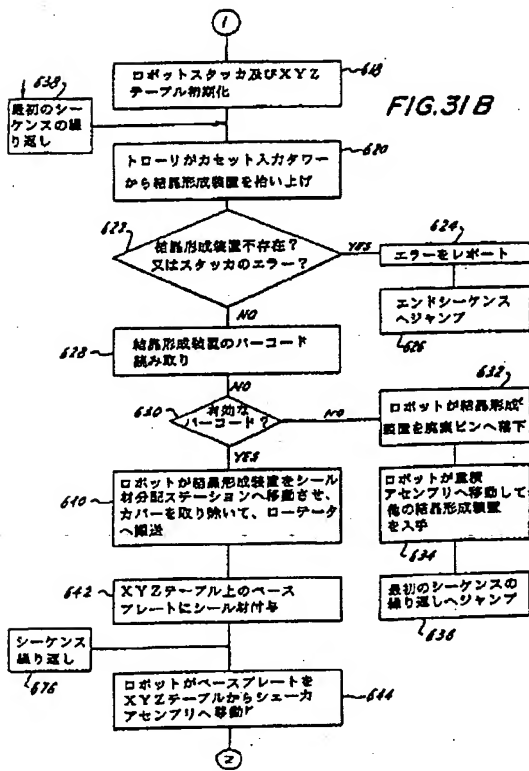 1
ロボットスタッカ及びXYZ
テーブル初期化
618
FIG.31B
638
最初のシー
ケンスの繰
り返し
トローリがカセット入力タワー
から結晶形成装置を拾い上げ
620
622
結晶形成装置不存在?
又はスタッカのエラー?
YES
624
エラーをレポート
エンドシーケンス
へジャンプ
626
NO
628
結晶形成装置のバーコード
読み取り
NO
630
有効な
バーコード?
NO
632
ロボットが結晶形成
装置を廃棄ビンへ落下
YES
640
ロボットが結晶形成装置をシール
材分配ステーションへ移動させ、
カバーを取り除いて、ローテータ
へ搬送
ロボットが重積
アセンブリへ移動して
他の結晶形成装置
を入手
634
642
XYZテーブル上のベース
プレートにシール材付与
最初のシーケンスの
繰り返しへジャンプ
636
シーケンス
繰り返し
676
ロボットがベースプレートを
XYZテーブルからシェーカ
アセンブリへ移動
644
2